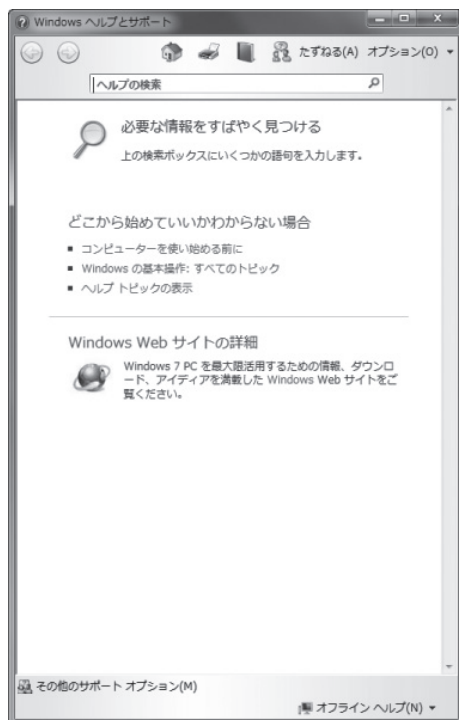 Windows ヘルプとサポート
たずねる(A) オプション(O)
ヘルプの検索
必要な情報をすばやく見つける
上の検索ボックスにいくつかの語句を入力します。
どこから始めていいかわからない場合
■ コンピューターを使い始める前に
■ Windows の基本操作: すべてのトピック
■ ヘルプ トピックの表示
Windows Web サイトの詳細
Windows 7 PC を最大限活用するための情報、ダウンロ
ード、アイディアを満載した Windows Web サイトをご
覧ください。
その他のサポート オプション(M)
オフライン ヘルプ(N)